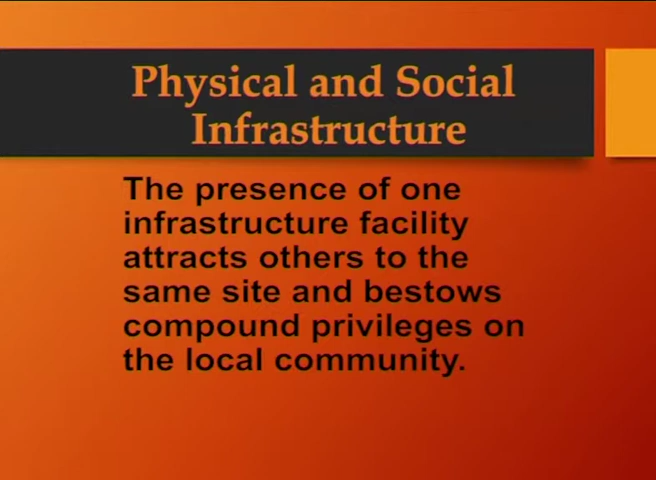 Physical and Social
Infrastructure
The presence of one
infrastructure facility
attracts others to the
same site and bestows
compound privileges on
the local community.